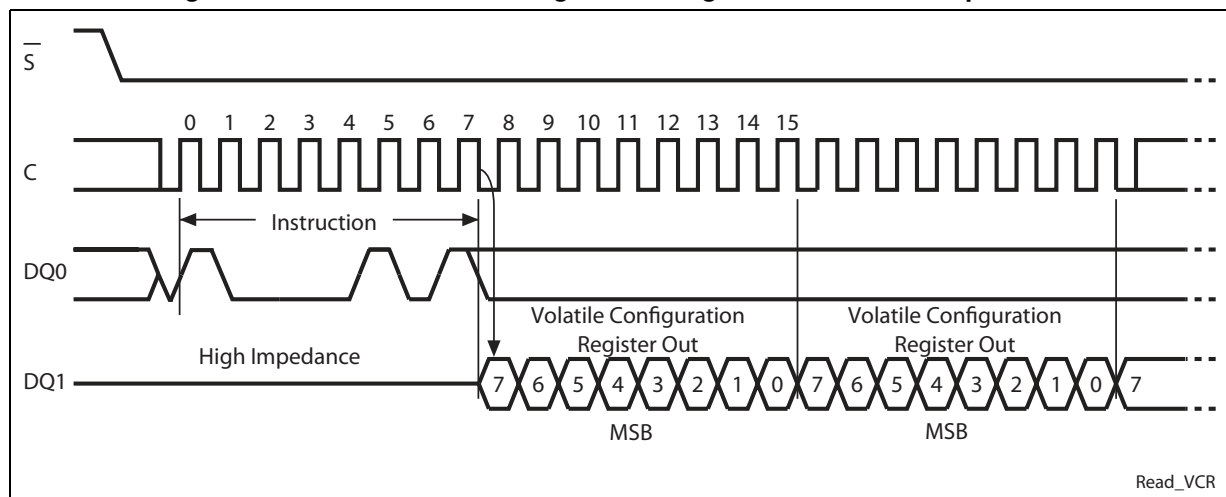 S
0 1 2 3 4 5 6 7 8 9 10 11 12 13 14 15
C
Instruction
DQ0
Volatile Configuration
Register Out
Volatile Configuration
Register Out
High Impedance
DQ1
7 6 5 4 3 2 1 0 7 6 5 4 3 2 1 0 7
MSB
MSB
Read_VCR